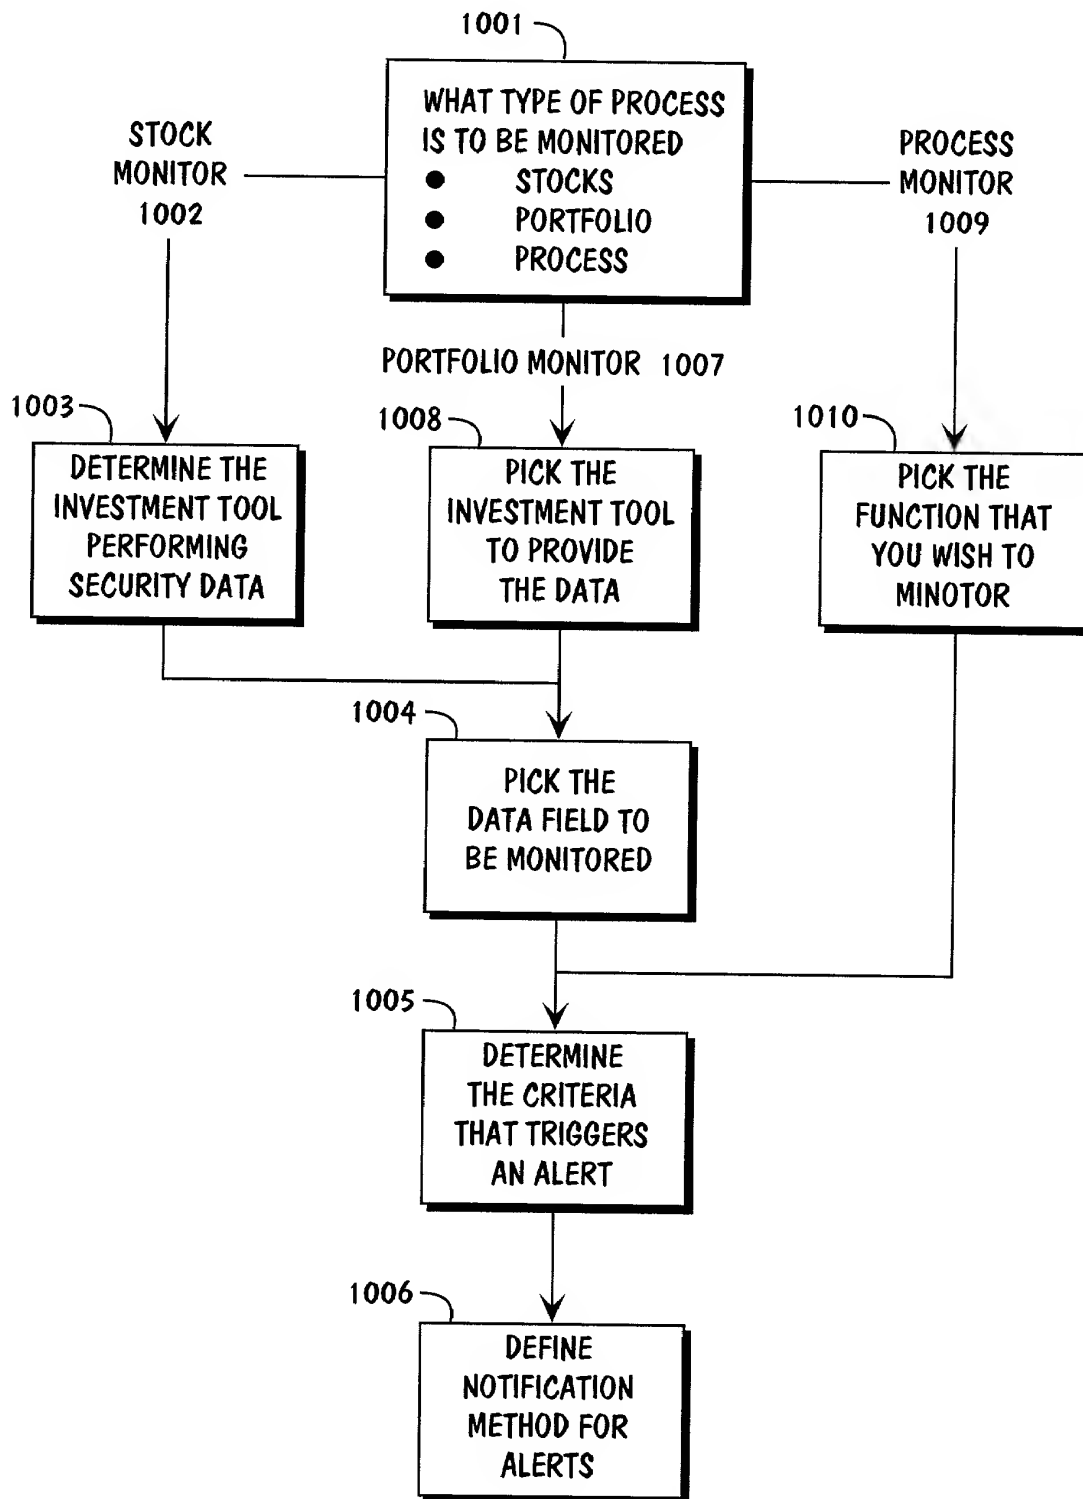 1001
WHAT TYPE OF PROCESS
IS TO BE MONITORED
● STOCKS
● PORTFOLIO
● PROCESS
STOCK
MONITOR
1002
PROCESS
MONITOR
1009
PORTFOLIO MONITOR 1007
1003
DETERMINE THE
INVESTMENT TOOL
PERFORMING
SECURITY DATA
1008
PICK THE
INVESTMENT TOOL
TO PROVIDE
THE DATA
1010
PICK THE
FUNCTION THAT
YOU WISH TO
MINOTOR
1004
PICK THE
DATA FIELD TO
BE MONITORED
1005
DETERMINE
THE CRITERIA
THAT TRIGGERS
AN ALERT
1006
DEFINE
NOTIFICATION
METHOD FOR
ALERTS